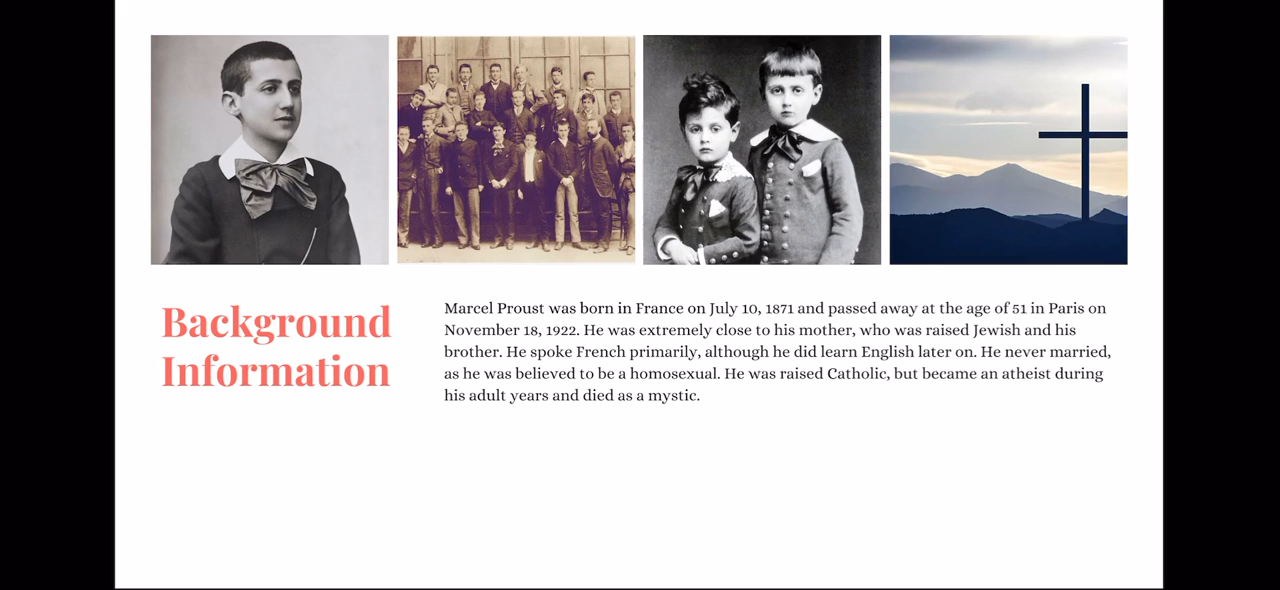 Background
Information
Marcel Proust was born in France on July 10, 1871 and passed away at the age of 51 in Paris on
November 18, 1922. He was extremely close to his mother, who was raised Jewish and his
brother. He spoke French primarily, although he did learn English later on. He never married,
as he was believed to be a homosexual. He was raised Catholic, but became an atheist during
his adult years and died as a mystic.